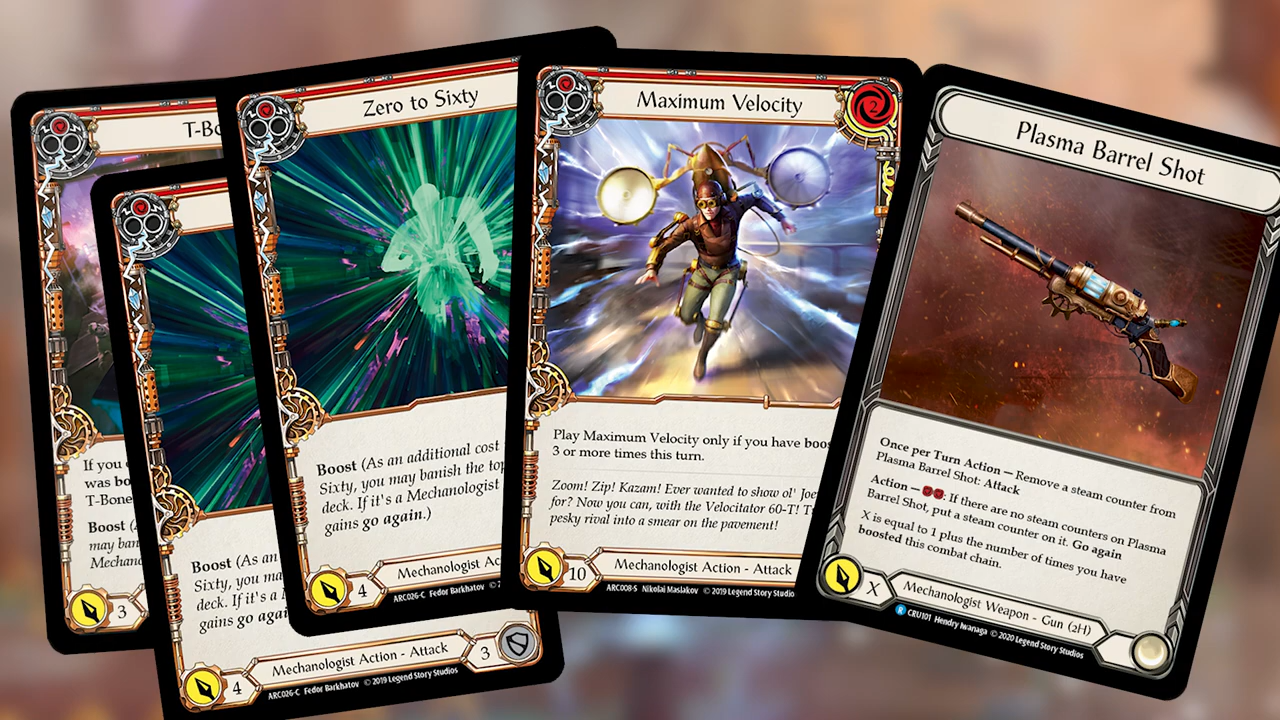 T-Bo
If you
was bo
T-Bone
Boost (
may ban
Mechano
3
Boost (As an
Sixty, you ma
deck. If it's a
gains go again
Mechanologist Action - Attack
4
3
ARC026-C Fedor Barkhatov © 2019 Legend Story Studios
Zero to Sixty
Boost (As an additional cost
Sixty, you may banish the top
deck. If it's a Mechanologist
gains go again.)
4
Mechanologist Ac
ARC026-C Fedor Barkhatov © 2
Maximum Velocity
2
Play Maximum Velocity only if you have boos
3 or more times this turn.
Zoom! Zip! Kazam! Ever wanted to show ol' Joe
for? Now you can, with the Velocitator 60-T! T
pesky rival into a smear on the pavement!
10
Mechanologist Action - Attack
ARC008-S Nikolai Maslakov © 2019 Legend Story Studio
Plasma Barrel Shot
Once per Turn Action — Remove a steam counter from
Plasma Barrel Shot: Attack
Action — : If there are no steam counters on Plasma
Barrel Shot, put a steam counter on it. Go again
X is equal to 1 plus the number of times you have
boosted this combat chain.
X
Mechanologist Weapon - Gun (2H)
R CRU101 Hendry Iwanaga © 2020 Legend Story Studios